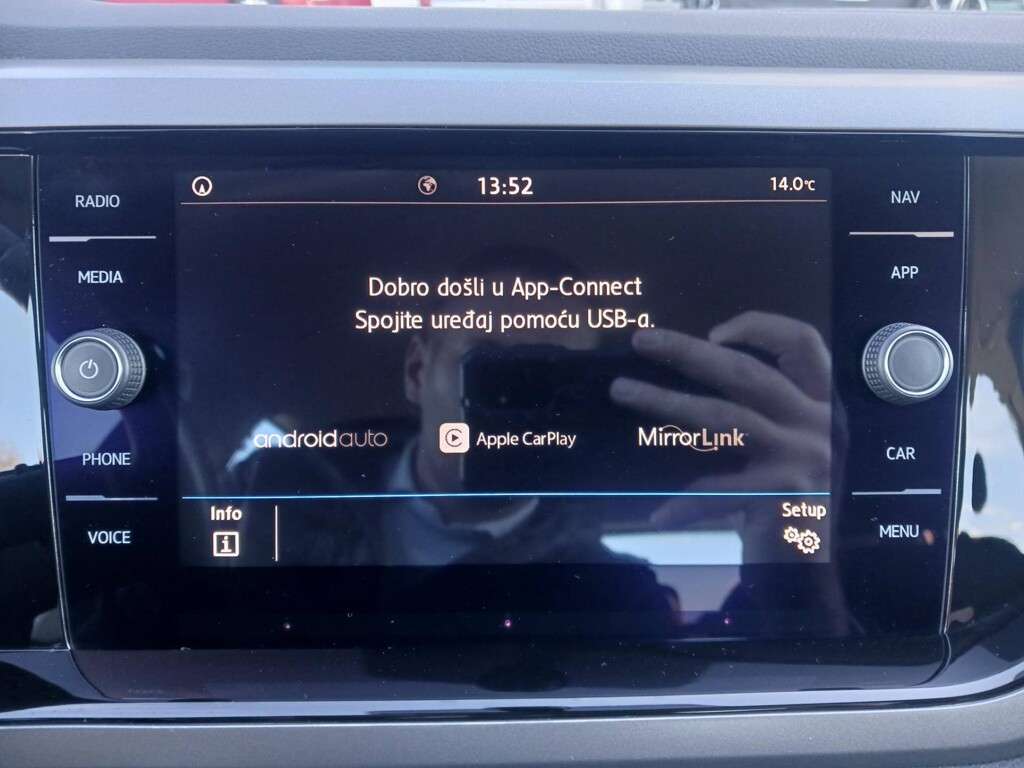 13:52
14.0°C
RADIO
NAV
MEDIA
APP
Dobro došli u App-Connect
Spojite uređaj pomoću USB-a.
androidauto
Apple CarPlay
MirrorLink
PHONE
CAR
Info
Setup
VOICE
MENU